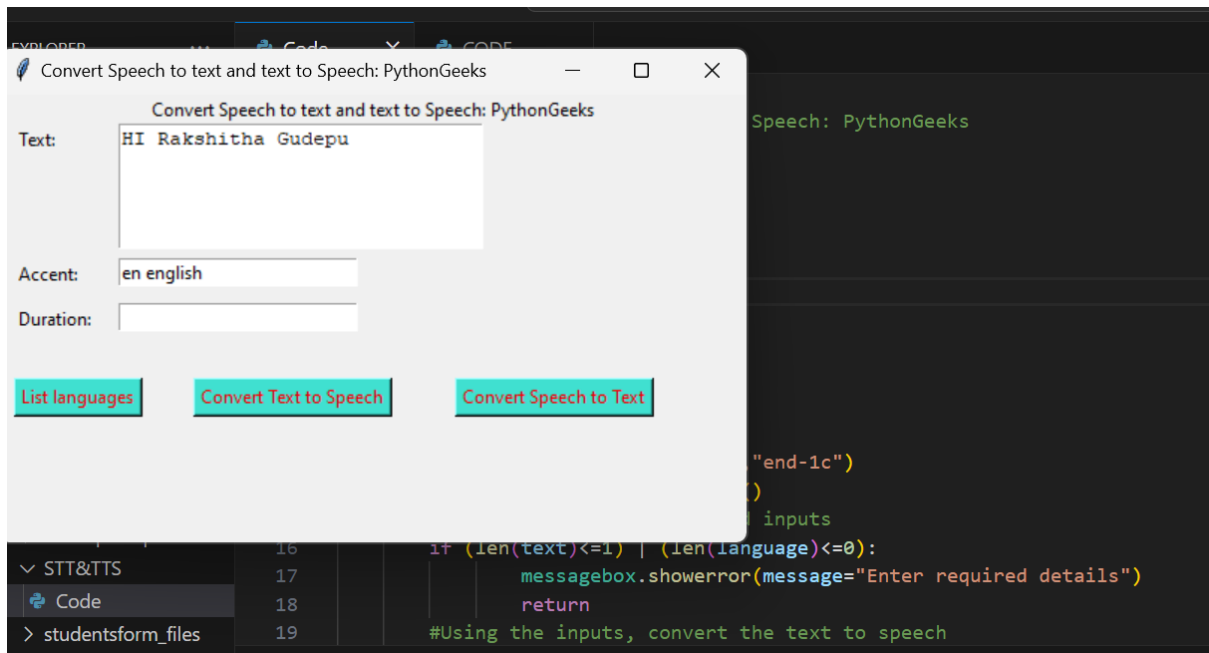 Code
CODE
Convert Speech to text and text to Speech: PythonGeeks
Convert Speech to text and text to Speech: PythonGeeks
Text:
HI Rakshitha Gudepu
Accent:
en english
Duration:
List languages
Convert Text to Speech
Convert Speech to Text
Speech: PythonGeeks
"end-1c")
()
inputs
16 if (len(text)<=1) | (len(language)<=0):
17 messagebox.showerror(message="Enter required details")
18 return
19 #Using the inputs, convert the text to speech
STT&TTS
Code
studentsform_files